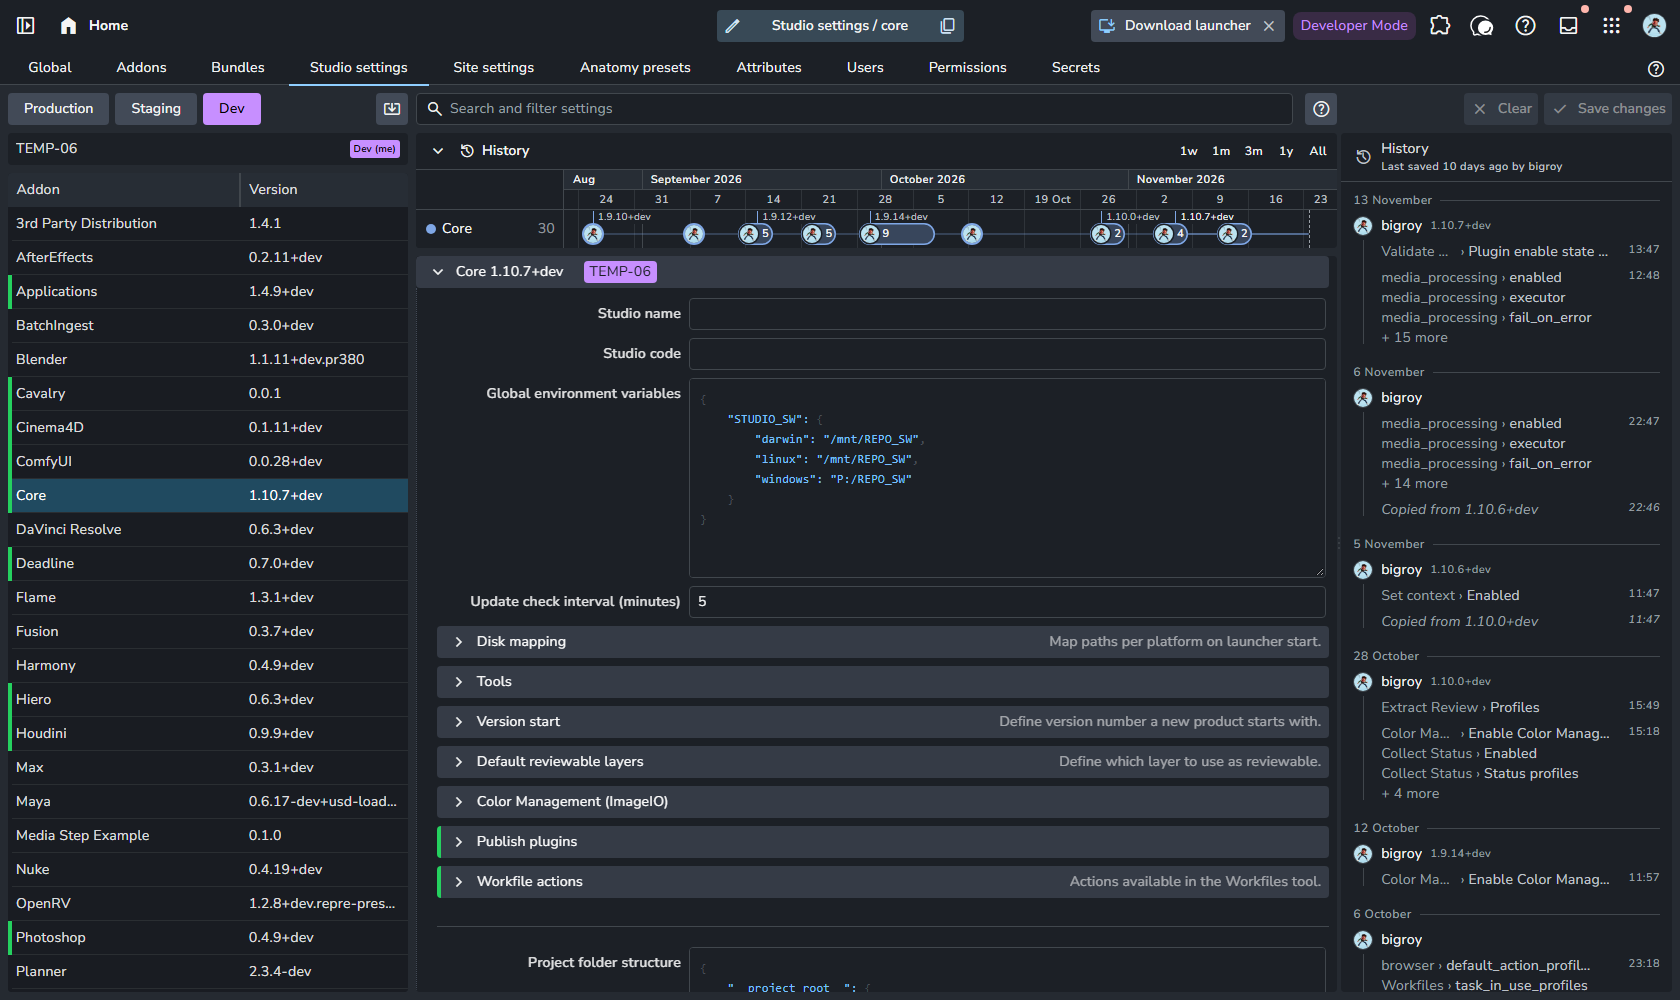 Home
Studio settings / core
Download launcher
Developer Mode
Global
Addons
Bundles
Studio settings
Site settings
Anatomy presets
Attributes
Users
Permissions
Secrets
Production
Staging
Dev
Search and filter settings
Clear
Save changes
TEMP-06
Dev (me)
Addon Version
3rd Party Distribution 1.4.1
AfterEffects 0.2.11+dev
Applications 1.4.9+dev
BatchIngest 0.3.0+dev
Blender 1.1.11+dev.pr380
Cavalry 0.0.1
Cinema4D 0.1.11+dev
ComfyUI 0.0.28+dev
Core 1.10.7+dev
DaVinci Resolve 0.6.3+dev
Deadline 0.7.0+dev
Flame 1.3.1+dev
Fusion 0.3.7+dev
Harmony 0.4.9+dev
Hiero 0.6.3+dev
Houdini 0.9.9+dev
Max 0.3.1+dev
Maya 0.6.17-dev+usd-load...
Media Step Example 0.1.0
Nuke 0.4.19+dev
OpenRV 1.2.8+dev.repre-pres...
Photoshop 0.4.9+dev
Planner 2.3.4-dev
History
1w 1m 3m 1y All
Aug September 2026 October 2026 November 2026
24 31 7 14 21 28 5 12 19 Oct 26 2 9 16 23
1.9.10+dev 1.9.12+dev 1.9.14+dev 1.10.0+dev 1.10.7+dev
Core 30
5 5 9 2 4 2
Core 1.10.7+dev TEMP-06
Studio name
Studio code
Global environment variables
{
"STUDIO_SW": {
"darwin": "/mnt/REPO_SW",
"linux": "/mnt/REPO_SW",
"windows": "P:/REPO_SW"
}
}
Update check interval (minutes) 5
Disk mapping Map paths per platform on launcher start.
Tools
Version start Define version number a new product starts with.
Default reviewable layers Define which layer to use as reviewable.
Color Management (ImageIO)
Publish plugins
Workfile actions Actions available in the Workfiles tool.
Project folder structure
{
"__project_root__": {
History
Last saved 10 days ago by bigroy
13 November
bigroy 1.10.7+dev
Validate ... › Plugin enable state ... 13:47
media_processing › enabled 12:48
media_processing › executor
media_processing › fail_on_error
+ 15 more
6 November
bigroy
media_processing › enabled 22:47
media_processing › executor
media_processing › fail_on_error
+ 14 more
Copied from 1.10.6+dev 22:46
5 November
bigroy 1.10.6+dev
Set context › Enabled 11:47
Copied from 1.10.0+dev 11:47
28 October
bigroy 1.10.0+dev
Extract Review › Profiles 15:49
Color Ma... › Enable Color Manag... 15:18
Collect Status › Enabled
Collect Status › Status profiles
+ 4 more
12 October
bigroy 1.9.14+dev
Color Ma... › Enable Color Manag... 11:57
6 October
bigroy
browser › default_action_profil... 23:18
Workfiles › task_in_use_profiles